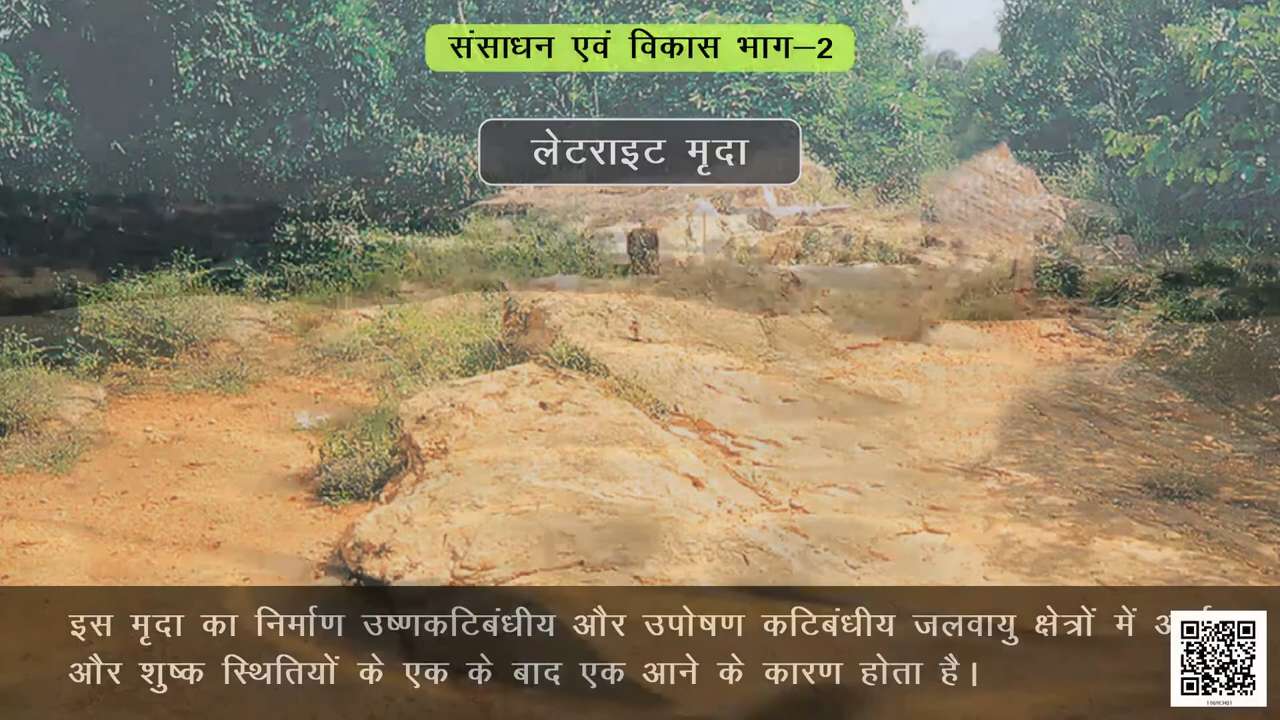 संसाधन एवं विकास भाग–2
लेटराइट मृदा
इस मृदा का निर्माण उष्णकटिबंधीय और उपोषण कटिबंधीय जलवायु क्षेत्रों में
और शुष्क स्थितियों के एक के बाद एक आने के कारण होता है।